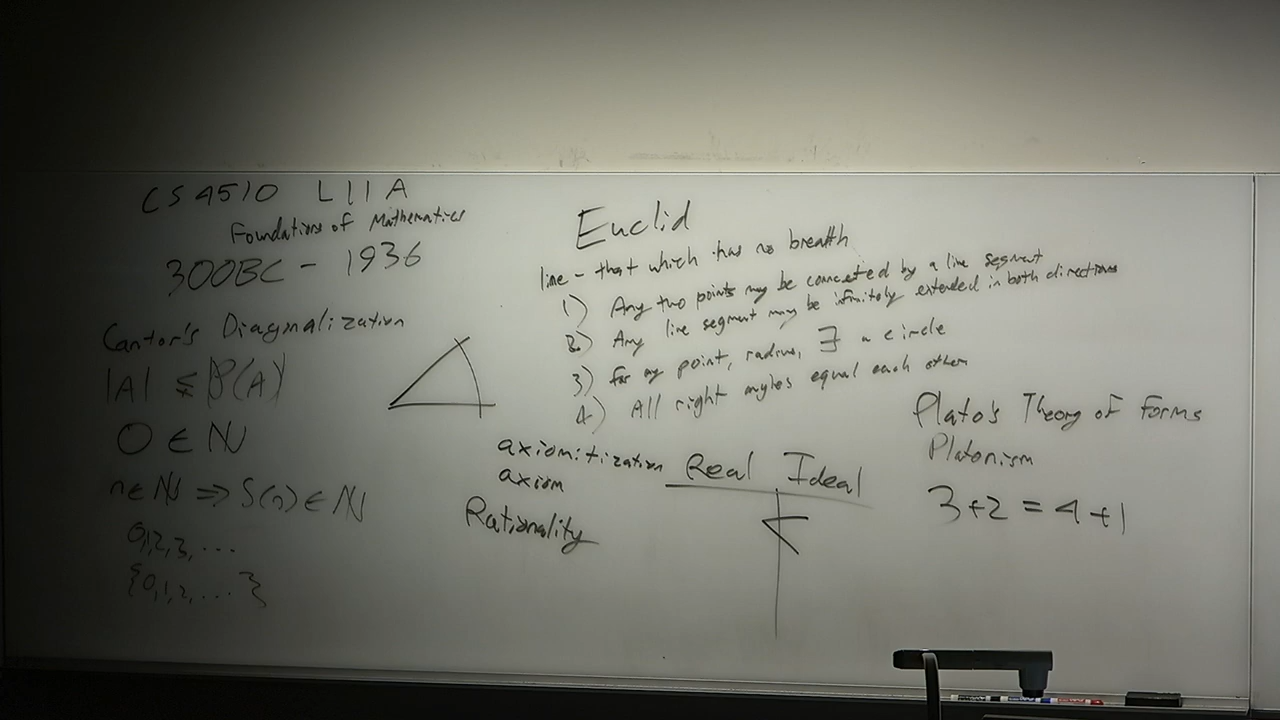 CS 4510 L11A
Foundations of Mathematics
300BC - 1936
Cantor's Diagonalization
|A| ≨ |P(A)|
0 ∈ ℕ
n∈ℕ ⇒ S(n) ∈ ℕ
0,1,2,3,...
{0,1,2,...}
Euclid
line - that which has no breath
1) Any two points may be connected by a line segment
2) Any line segment may be infinitely extended in both directions
3) for any point, radius, ∃ a circle
4) All right angles equal each other
axiomitization
axiom
Rationality
Real Ideal
Plato's Theory of Forms
Platonism
3+2 = 4+1